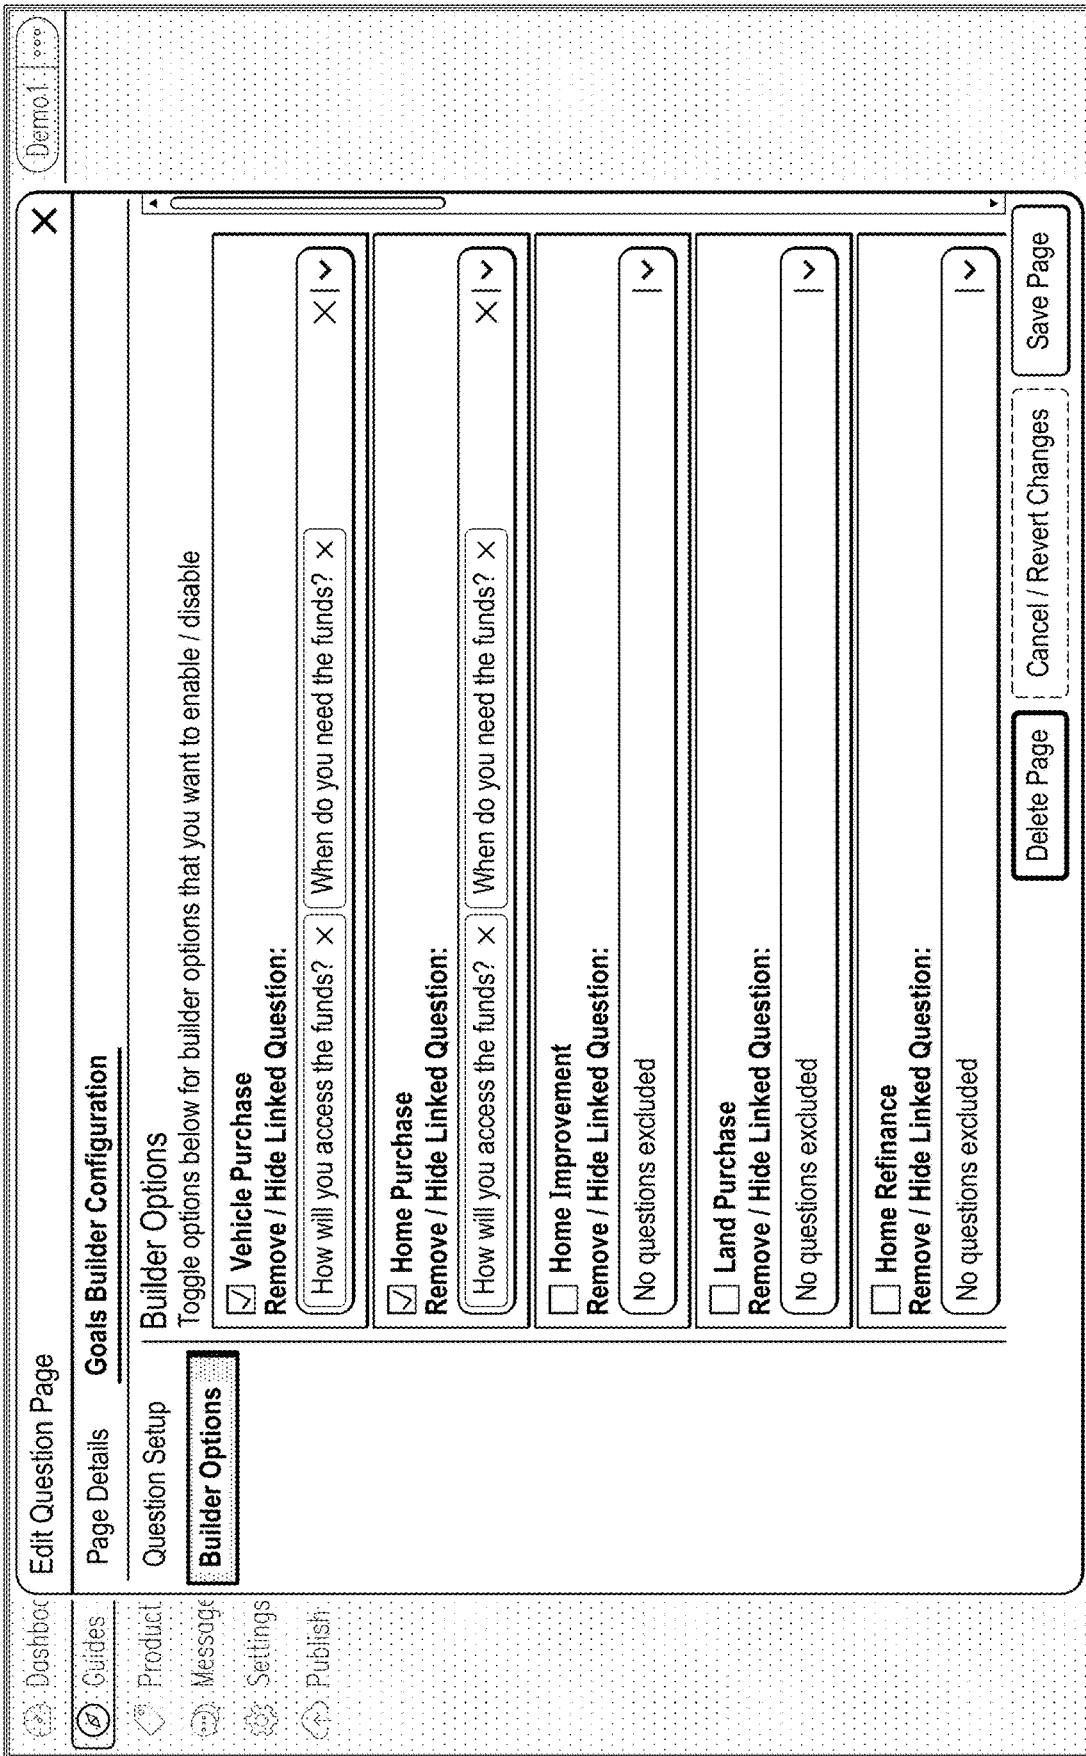 Demo1
Dashboa
Guides
Product
Message
Settings
Publish
Edit Question Page
Page Details
Goals Builder Configuration
Question Setup
Builder Options
Builder Options
Toggle options below for builder options that you want to enable / disable
Vehicle Purchase
Remove / Hide Linked Question:
How will you access the funds? When do you need the funds?
Home Purchase
Remove / Hide Linked Question:
How will you access the funds? When do you need the funds?
Home Improvement
Remove / Hide Linked Question:
No questions excluded
Land Purchase
Remove / Hide Linked Question:
No questions excluded
Home Refinance
Remove / Hide Linked Question:
No questions excluded
Delete Page
Cancel / Revert Changes
Save Page